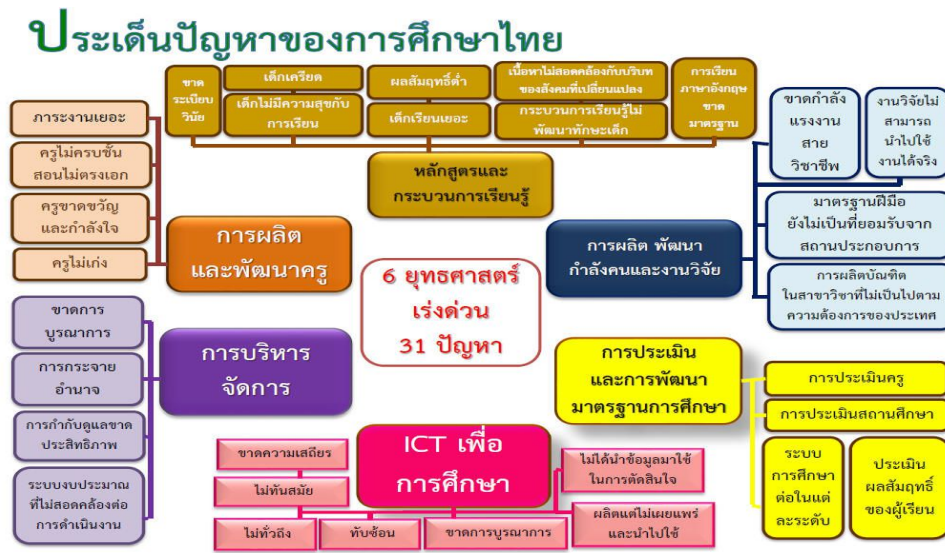 ประเด็นปัญหาของการศึกษาไทย
ขาด
ระเบียบ
วินัย
เด็กเครียด
เด็กไม่มีความสุขกับ
การเรียน
ผลสัมฤทธิ์ต่ำ
เด็กเรียนเยอะ
เนื้อหาไม่สอดคล้องกับบริบท
ของสังคมที่เปลี่ยนแปลง
กระบวนการเรียนรู้ไม่
พัฒนาทักษะเด็ก
การเรียน
ภาษาอังกฤษ
ขาด
มาตรฐาน
หลักสูตรและ
กระบวนการเรียนรู้
ภาระงานเยอะ
ครูไม่ครบชั้น
สอนไม่ตรงเอก
ครูขาดขวัญ
และกำลังใจ
ครูไม่เก่ง
การผลิต
และพัฒนาครู
ขาดกำลัง
แรงงาน
สาย
วิชาชีพ
งานวิจัยไม่
สามารถ
นำไปใช้
งานได้จริง
มาตรฐานฝีมือ
ยังไม่เป็นที่ยอมรับจาก
สถานประกอบการ
การผลิตบัณฑิต
ในสาขาวิชาที่ไม่เป็นไปตาม
ความต้องการของประเทศ
การผลิต พัฒนา
กำลังคนและงานวิจัย
6 ยุทธศาสตร์
เร่งด่วน
31 ปัญหา
ขาดการ
บูรณาการ
การกระจาย
อำนาจ
การกำกับดูแลขาด
ประสิทธิภาพ
ระบบงบประมาณ
ที่ไม่สอดคล้องต่อ
การดำเนินงาน
การบริหาร
จัดการ
การประเมิน
และการพัฒนา
มาตรฐานการศึกษา
การประเมินครู
การประเมินสถานศึกษา
ระบบ
การศึกษา
ต่อในแต่
ละระดับ
ประเมิน
ผลสัมฤทธิ์
ของผู้เรียน
ICT เพื่อ
การศึกษา
ขาดความเสถียร
ไม่ทันสมัย
ไม่ทั่วถึง
ทับซ้อน
ขาดการบูรณาการ
ไม่ได้นำข้อมูลมาใช้
ในการตัดสินใจ
ผลิตแต่ไม่เผยแพร่
และนำไปใช้